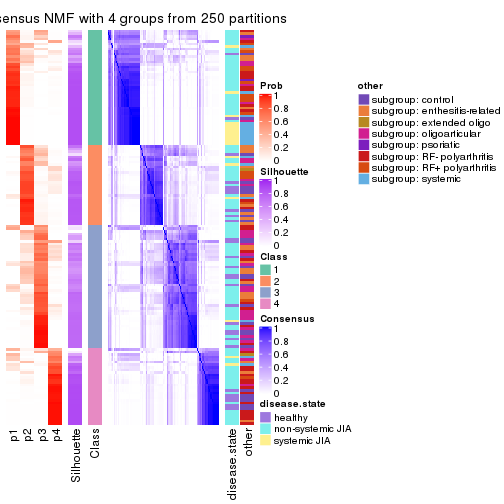 sensus NMF with 4 groups from 250 partitions
p1
p2
p3
p4
Silhouette
Class
disease.state
other
Prob
1
0.8
0.6
0.4
0.2
0
Silhouette
1
0.8
0.6
0.4
0.2
0
Class
1
2
3
4
Consensus
1
0.8
0.6
0.4
0.2
0
disease.state
healthy
non-systemic JIA
systemic JIA
other
subgroup: control
subgroup: enthesitis-related
subgroup: extended oligo
subgroup: oligoarticular
subgroup: psoriatic
subgroup: RF- polyarthritis
subgroup: RF+ polyarthritis
subgroup: systemic